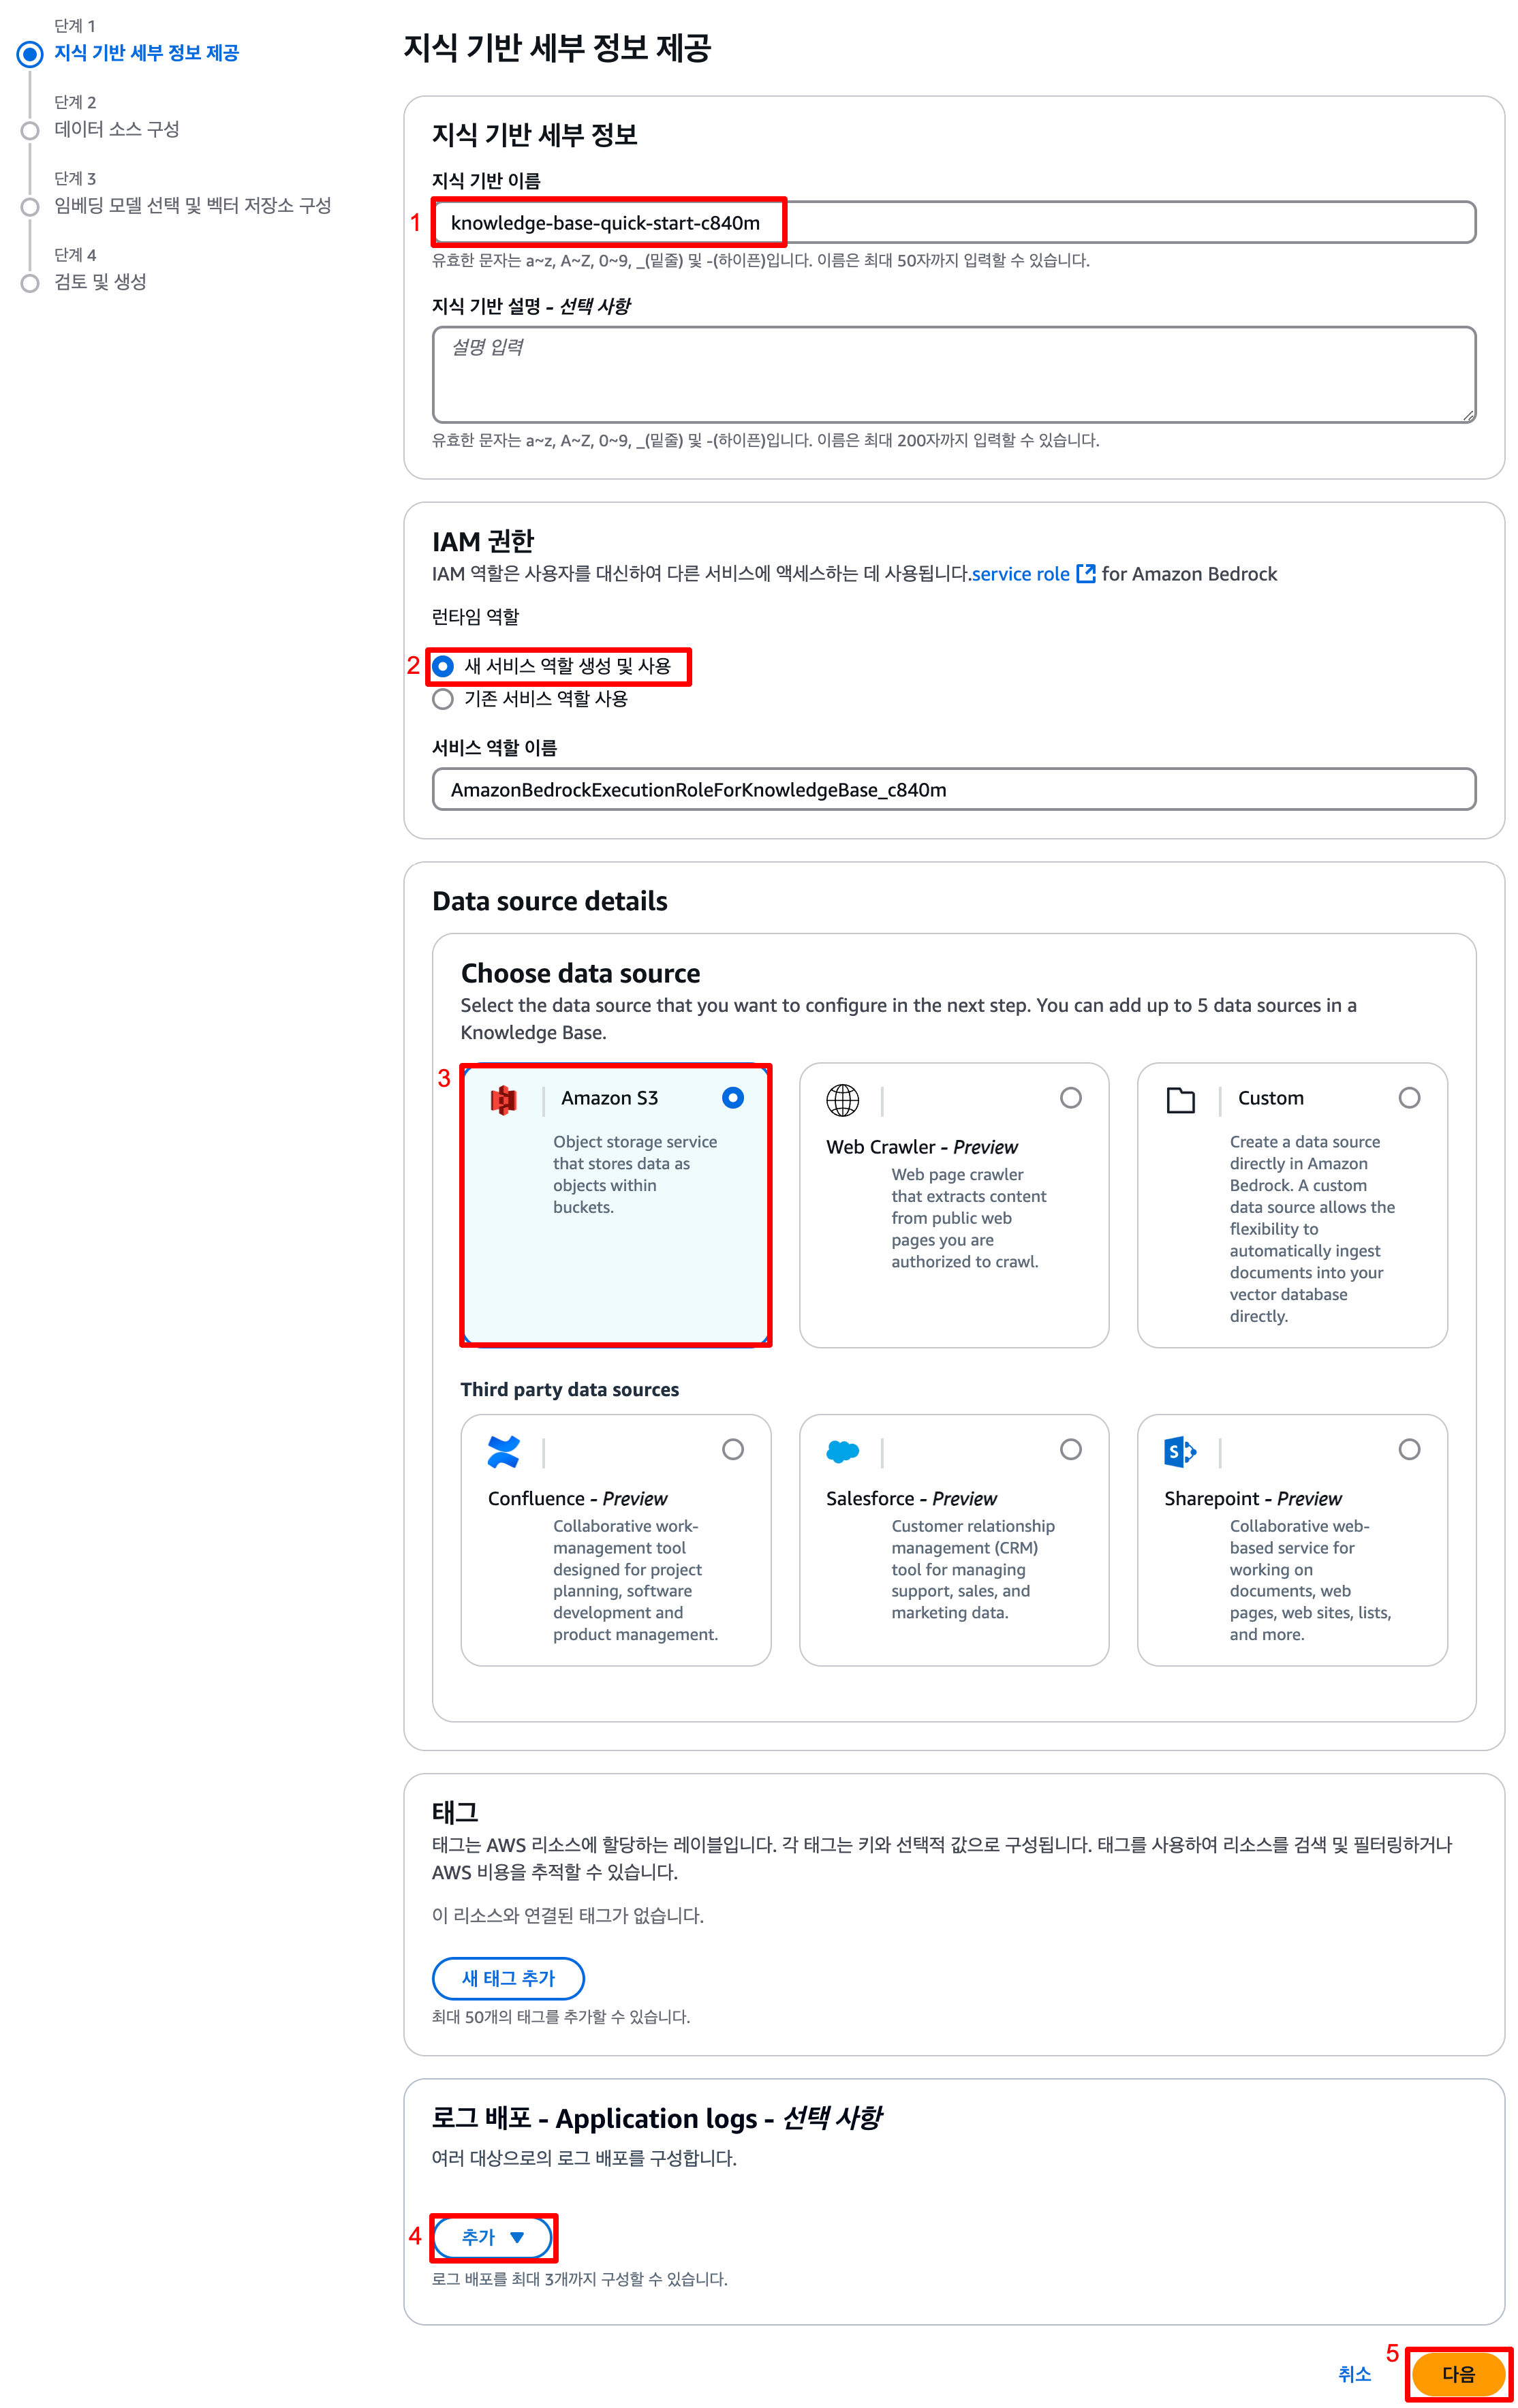 단계 1
지식 기반 세부 정보 제공
단계 2
데이터 소스 구성
단계 3
임베딩 모델 선택 및 벡터 저장소 구성
단계 4
검토 및 생성
지식 기반 세부 정보 제공
지식 기반 세부 정보
지식 기반 이름
1
knowledge-base-quick-start-c840m
유효한 문자는 a~z, A~Z, 0~9, _(밑줄) 및 -(하이픈)입니다. 이름은 최대 50자까지 입력할 수 있습니다.
지식 기반 설명 - 선택 사항
설명 입력
유효한 문자는 a~z, A~Z, 0~9, _(밑줄) 및 -(하이픈)입니다. 이름은 최대 200자까지 입력할 수 있습니다.
IAM 권한
IAM 역할은 사용자를 대신하여 다른 서비스에 액세스하는 데 사용됩니다.service role for Amazon Bedrock
런타임 역할
2
새 서비스 역할 생성 및 사용
기존 서비스 역할 사용
서비스 역할 이름
AmazonBedrockExecutionRoleForKnowledgeBase_c840m
Data source details
Choose data source
Select the data source that you want to configure in the next step. You can add up to 5 data sources in a
Knowledge Base.
3
Amazon S3
Object storage service
that stores data as
objects within
buckets.
Web Crawler - Preview
Web page crawler
that extracts content
from public web
pages you are
authorized to crawl.
Custom
Create a data source
directly in Amazon
Bedrock. A custom
data source allows the
flexibility to
automatically ingest
documents into your
vector database
directly.
Third party data sources
Confluence - Preview
Collaborative work-
management tool
designed for project
planning, software
development and
product management.
Salesforce - Preview
Customer relationship
management (CRM)
tool for managing
support, sales, and
marketing data.
S
Sharepoint - Preview
Collaborative web-
based service for
working on
documents, web
pages, web sites, lists,
and more.
태그
태그는 AWS 리소스에 할당하는 레이블입니다. 각 태그는 키와 선택적 값으로 구성됩니다. 태그를 사용하여 리소스를 검색 및 필터링하거나
AWS 비용을 추적할 수 있습니다.
이 리소스와 연결된 태그가 없습니다.
새 태그 추가
최대 50개의 태그를 추가할 수 있습니다.
로그 배포 - Application logs - 선택 사항
여러 대상으로의 로그 배포를 구성합니다.
4
추가
로그 배포를 최대 3개까지 구성할 수 있습니다.
취소
5
다음